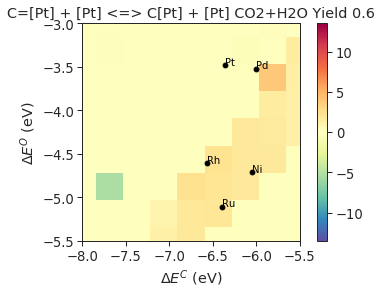 C=[Pt] + [Pt] <=> C[Pt] + [Pt] CO2+H2O Yield 0.6
−3.0
−3.5
−4.0
−4.5
−5.0
−5.5
ΔE^O (eV)
Pt
Pd
Rh
Ni
Ru
−8.0 −7.5 −7.0 −6.5 −6.0 −5.5
ΔE^C (eV)
10
5
0
−5
−10